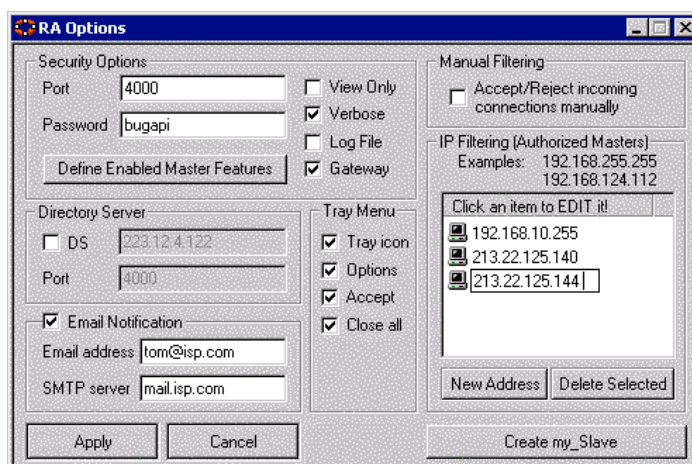 RA Options
Security Options
Port 4000
Password bugapi
Define Enabled Master Features
View Only
Verbose
Log File
Gateway
Manual Filtering
Accept/Reject incoming
connections manually
IP Filtering (Authorized Masters)
Examples: 192.168.255.255
192.168.124.112
Click an item to EDIT it!
192.168.10.255
213.22.125.140
213.22.125.144
New Address Delete Selected
Directory Server
DS 223.12.4.122
Port 4000
Tray Menu
Tray icon
Options
Accept
Close all
Email Notification
Email address tom@isp.com
SMTP server mail.isp.com
Apply Cancel Create my_Slave